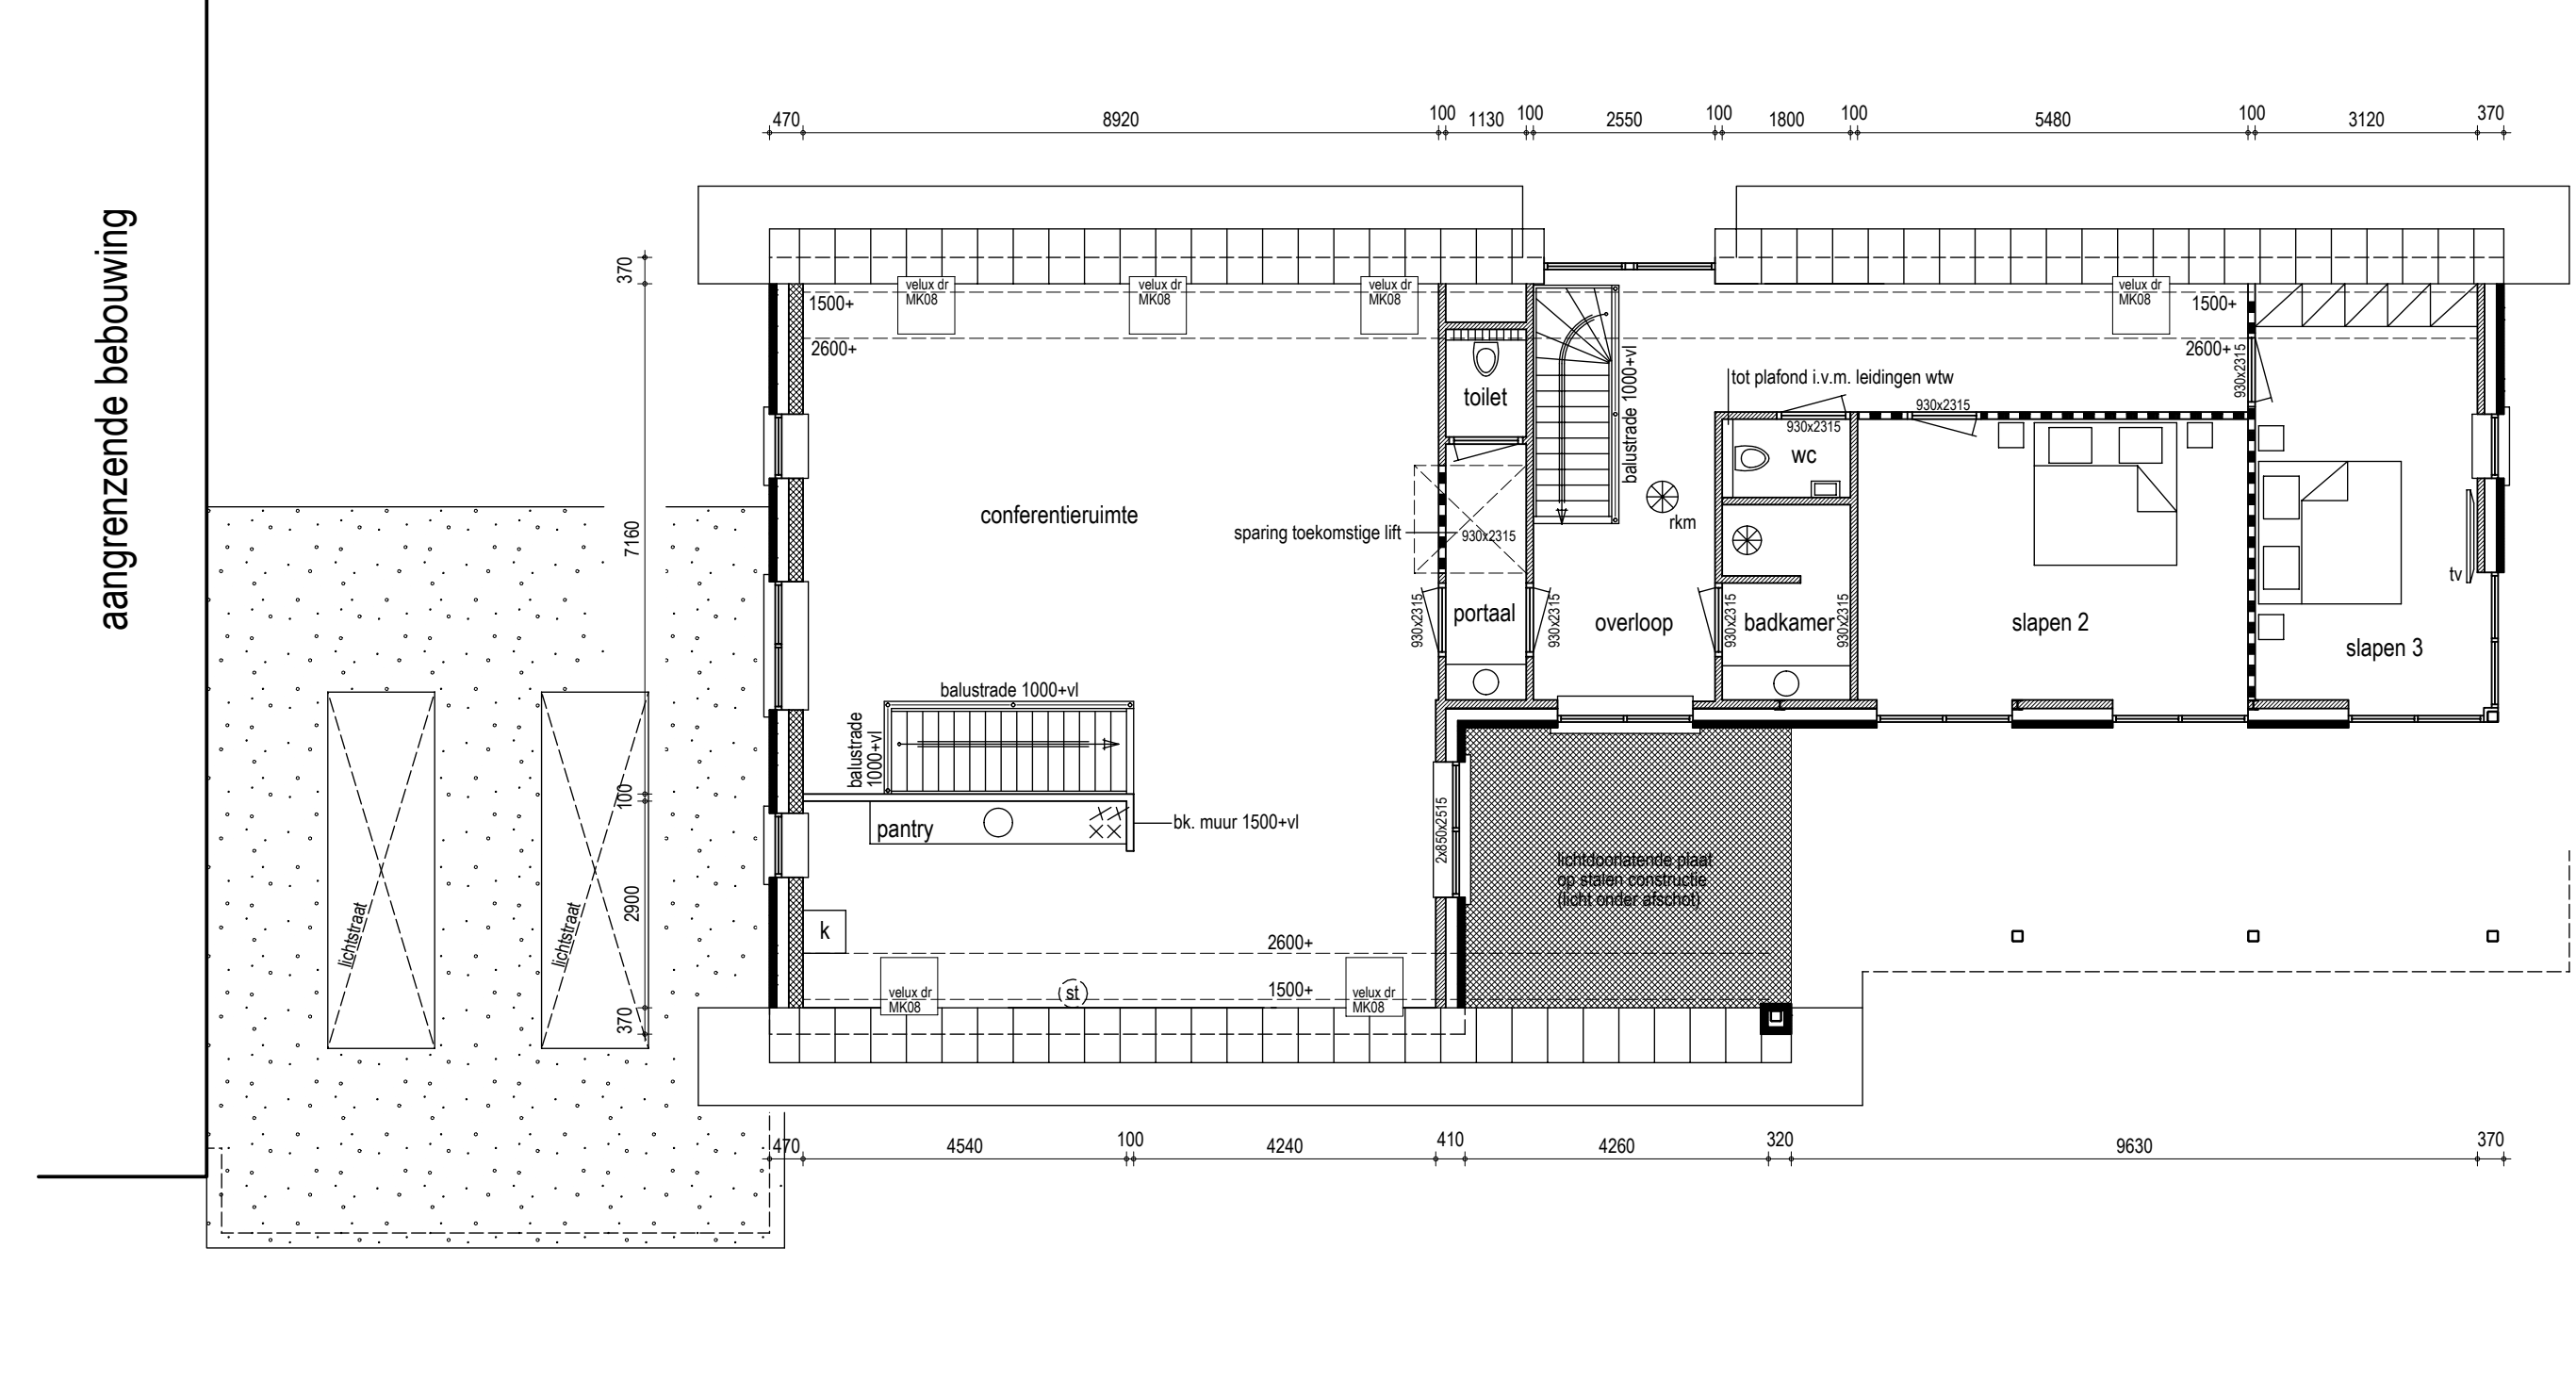 470
8920
100
1130
100
2550
100
1800
100
5480
100
3120
370
aangrenzende bebouwing
370
7160
100
2900
370
velux dr
MK08
velux dr
MK08
velux dr
MK08
velux dr
MK08
1500+
2600+
1500+
2600+
930x2315
toilet
balustrade 1000+vl
tot plafond i.v.m. leidingen wtw
930x2315
930x2315
wc
conferentieruimte
sparing toekomstige lift
930x2315
rkm
tv
930x2315
portaal
930x2315
overloop
930x2315
badkamer
930x2315
slapen 2
slapen 3
balustrade 1000+vl
balustrade
1000+vl
pantry
bk. muur 1500+vl
2x850x2515
lichtdoorlatende plaat
op stalen constructie
(licht onder afschot)
lichtstraat
lichtstraat
k
2600+
1500+
velux dr
MK08
st
velux dr
MK08
470
4540
100
4240
410
4260
320
9630
370